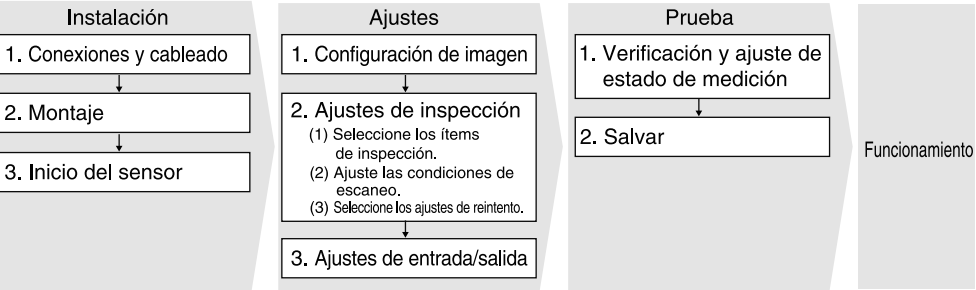 Instalación
1. Conexiones y cableado
2. Montaje
3. Inicio del sensor
Ajustes
1. Configuración de imagen
2. Ajustes de inspección
(1) Seleccione los ítems
de inspección.
(2) Ajuste las condiciones de
escaneo.
(3) Seleccione los ajustes de reintento.
3. Ajustes de entrada/salida
Prueba
1. Verificación y ajuste de
estado de medición
2. Salvar
Funcionamiento